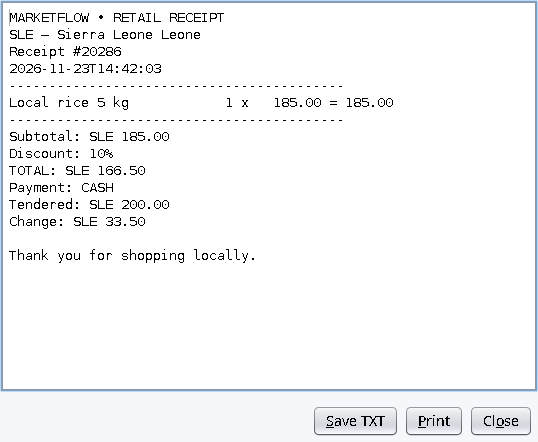 MARKETFLOW • RETAIL RECEIPT
SLE — Sierra Leone Leone
Receipt #20286
2026-11-23T14:42:03
----------------------------------------
Local rice 5 kg            1 x   185.00 = 185.00
----------------------------------------
Subtotal: SLE 185.00
Discount: 10%
TOTAL: SLE 166.50
Payment: CASH
Tendered: SLE 200.00
Change: SLE 33.50
Thank you for shopping locally.
Save TXT Print Close